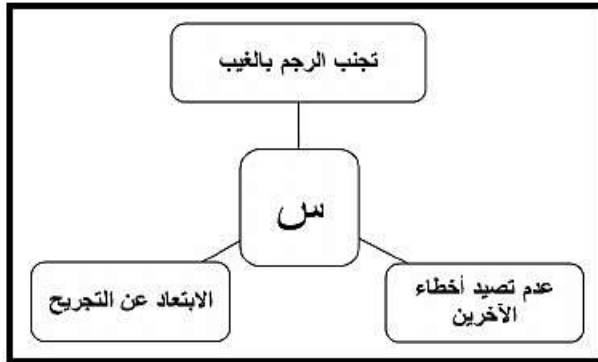 تجنب الرجم بالغيب
س
عدم تصيد أخطاء
الآخرين
الابتعاد عن التجريح